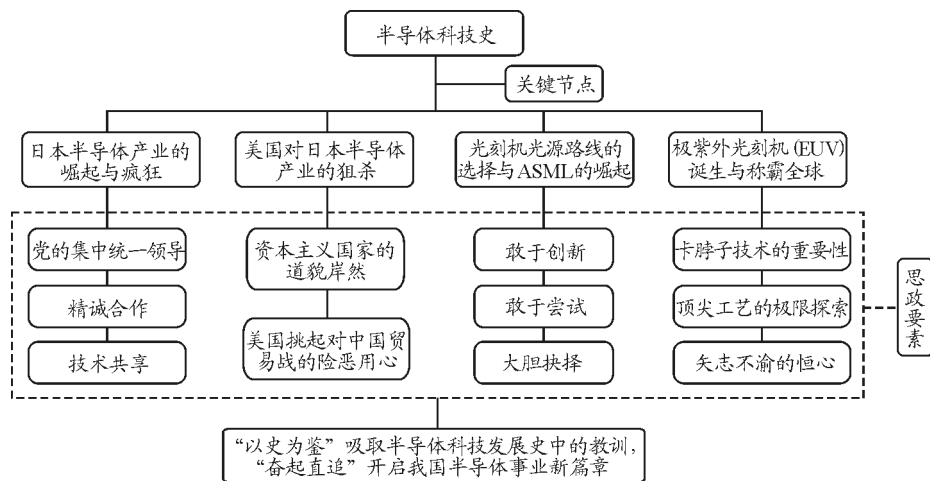 半导体科技史
关键节点
日本半导体产业的
崛起与疯狂
美国对日本半导体
产业的狙杀
光刻机光源路线的
选择与ASML的崛起
极紫外光刻机(EUV)
诞生与称霸全球
党的集中统一领导
精诚合作
技术共享
资本主义国家的
道貌岸然
美国挑起对中国贸
易战的险恶用心
敢于创新
敢于尝试
大胆抉择
卡脖子技术的重要性
顶尖工艺的极限探索
矢志不渝的恒心
思政要素
“以史为鉴”吸取半导体科技发展史中的教训,
“奋起直追”开启我国半导体事业新篇章